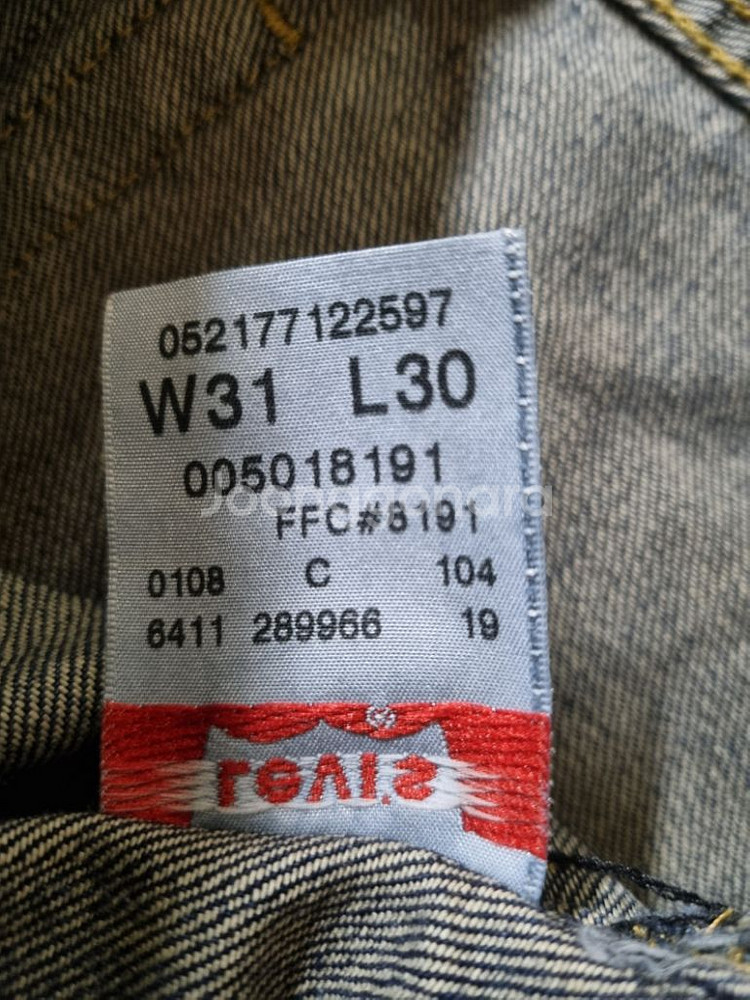 052177122597
W31 L30
005018191
FFC#8191
0108 C 104
6411 289966 19
Levi's